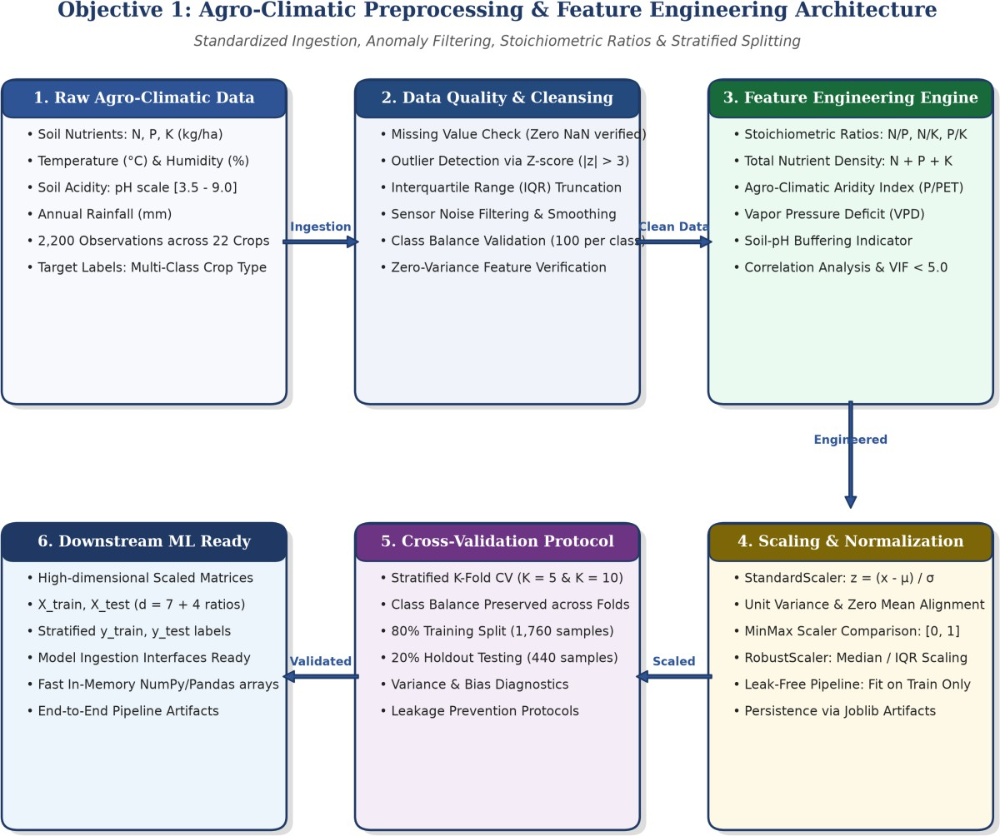 Objective 1: Agro-Climatic Preprocessing & Feature Engineering Architecture
Standardized Ingestion, Anomaly Filtering, Stoichiometric Ratios & Stratified Splitting
1. Raw Agro-Climatic Data
• Soil Nutrients: N, P, K (kg/ha)
• Temperature (°C) & Humidity (%)
• Soil Acidity: pH scale [3.5 - 9.0]
• Annual Rainfall (mm)
• 2,200 Observations across 22 Crops
• Target Labels: Multi-Class Crop Type
Ingestion
2. Data Quality & Cleansing
• Missing Value Check (Zero NaN verified)
• Outlier Detection via Z-score (|z| > 3)
• Interquartile Range (IQR) Truncation
• Sensor Noise Filtering & Smoothing
• Class Balance Validation (100 per class)
• Zero-Variance Feature Verification
Clean Data
3. Feature Engineering Engine
• Stoichiometric Ratios: N/P, N/K, P/K
• Total Nutrient Density: N + P + K
• Agro-Climatic Aridity Index (P/PET)
• Vapor Pressure Deficit (VPD)
• Soil-pH Buffering Indicator
• Correlation Analysis & VIF < 5.0
Engineered
4. Scaling & Normalization
• StandardScaler: z = (x - μ) / σ
• Unit Variance & Zero Mean Alignment
• MinMax Scaler Comparison: [0, 1]
• RobustScaler: Median / IQR Scaling
• Leak-Free Pipeline: Fit on Train Only
• Persistence via Joblib Artifacts
Scaled
5. Cross-Validation Protocol
• Stratified K-Fold CV (K = 5 & K = 10)
• Class Balance Preserved across Folds
• 80% Training Split (1,760 samples)
• 20% Holdout Testing (440 samples)
• Variance & Bias Diagnostics
• Leakage Prevention Protocols
Validated
6. Downstream ML Ready
• High-dimensional Scaled Matrices
• X_train, X_test (d = 7 + 4 ratios)
• Stratified y_train, y_test labels
• Model Ingestion Interfaces Ready
• Fast In-Memory NumPy/Pandas arrays
• End-to-End Pipeline Artifacts